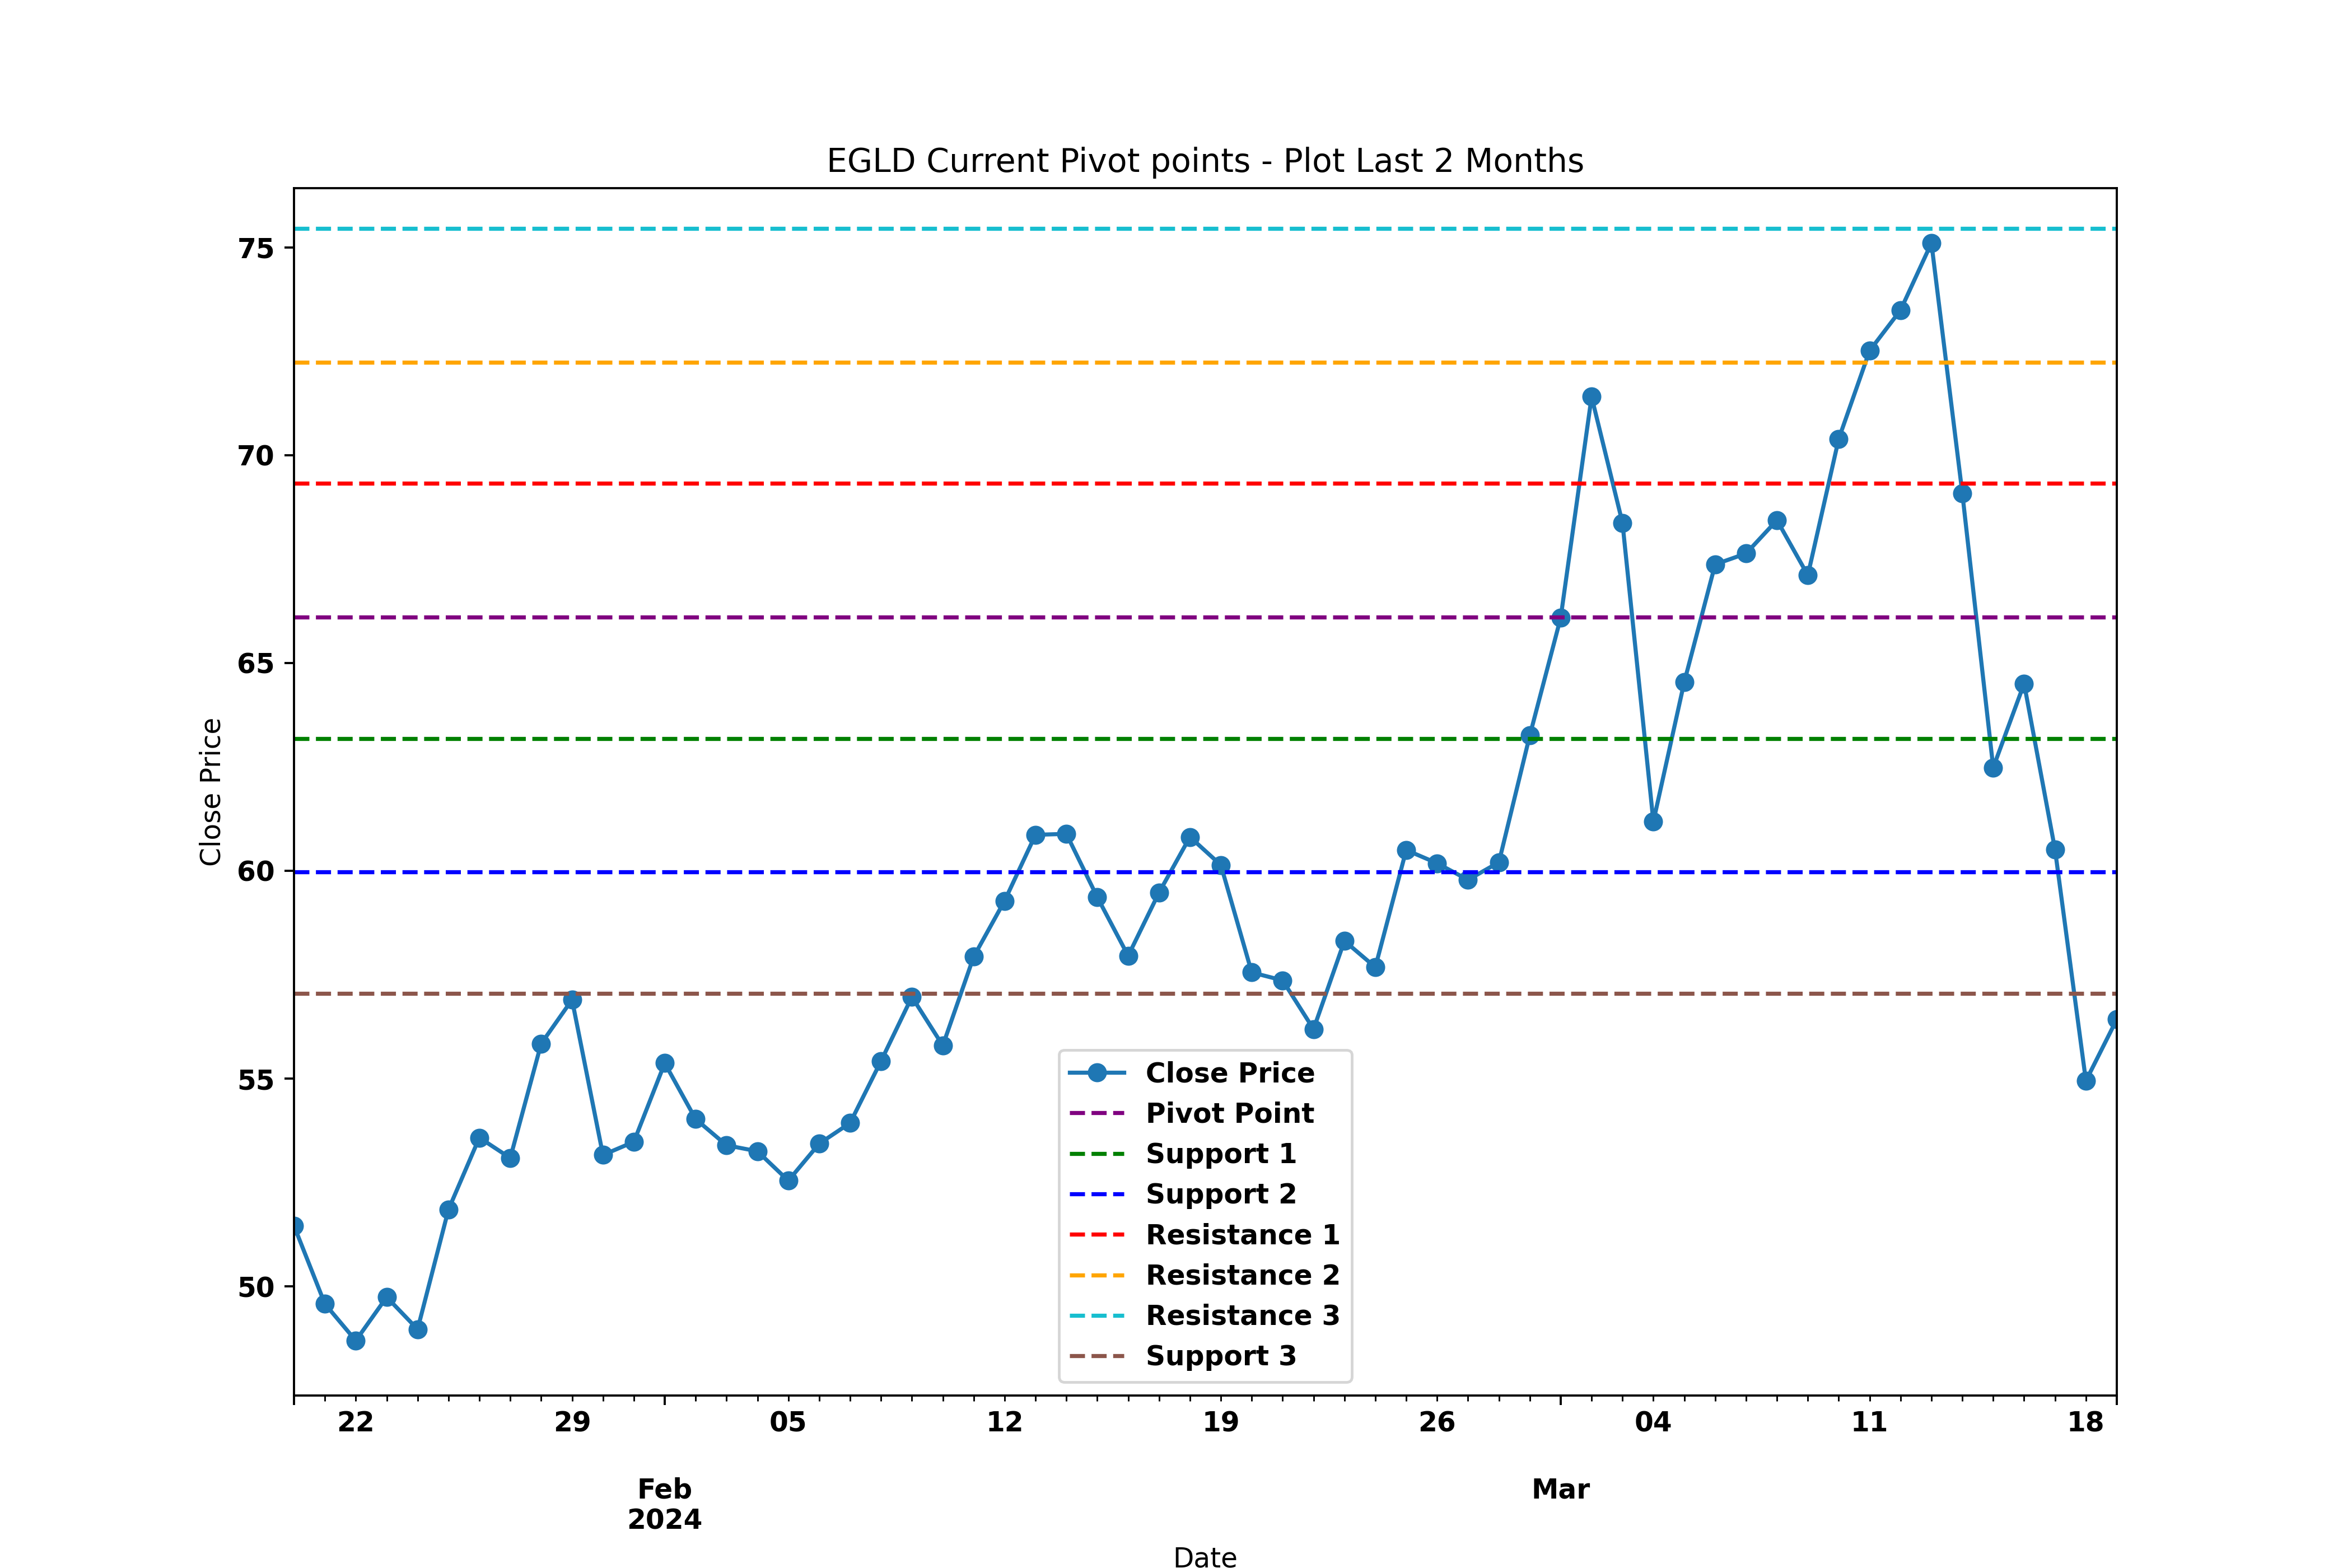 EGLD Current Pivot points - Plot Last 2 Months
75
70
65
60
55
50
Close Price
Close Price
Pivot Point
Support 1
Support 2
Resistance 1
Resistance 2
Resistance 3
Support 3
22 29 05 12 19 26 04 11 18
Feb Mar
2024
Date